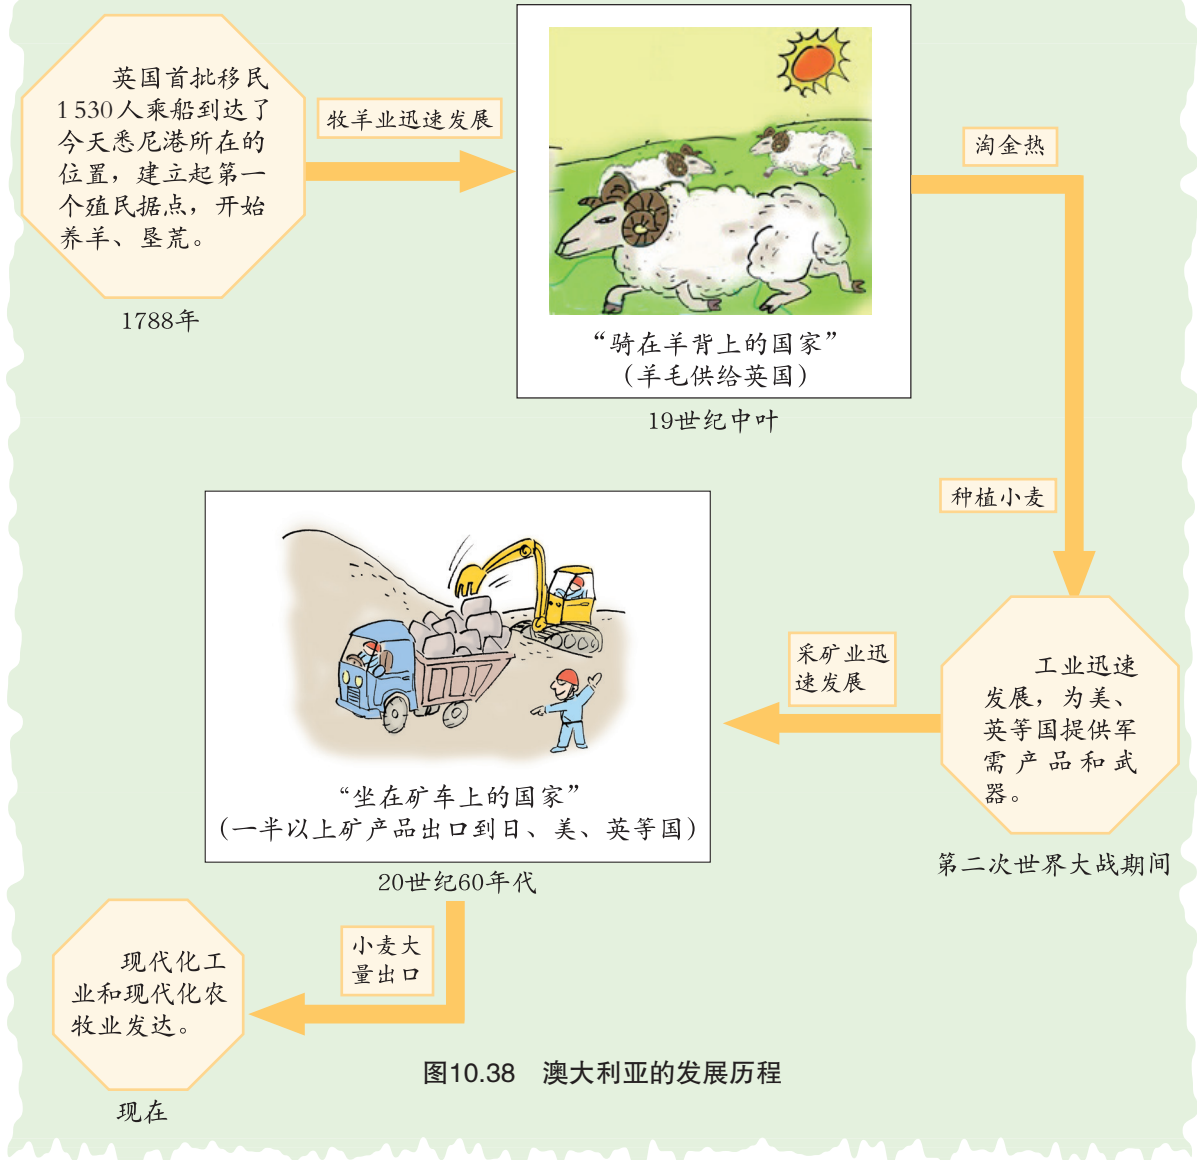 英国首批移民
1 530人乘船到达了
今天悉尼港所在的
位置，建立起第一
个殖民据点，开始
养羊、垦荒。
1788年
牧羊业迅速发展
“骑在羊背上的国家”
（羊毛供给英国）
19世纪中叶
淘金热
种植小麦
工业迅速
发展，为美、
英等国提供军
需产品和武
器。
第二次世界大战期间
采矿业迅
速发展
“坐在矿车上的国家”
（一半以上矿产品出口到日、美、英等国）
20世纪60年代
小麦大
量出口
现代化工
业和现代化农
牧业发达。
现在
图10.38　澳大利亚的发展历程